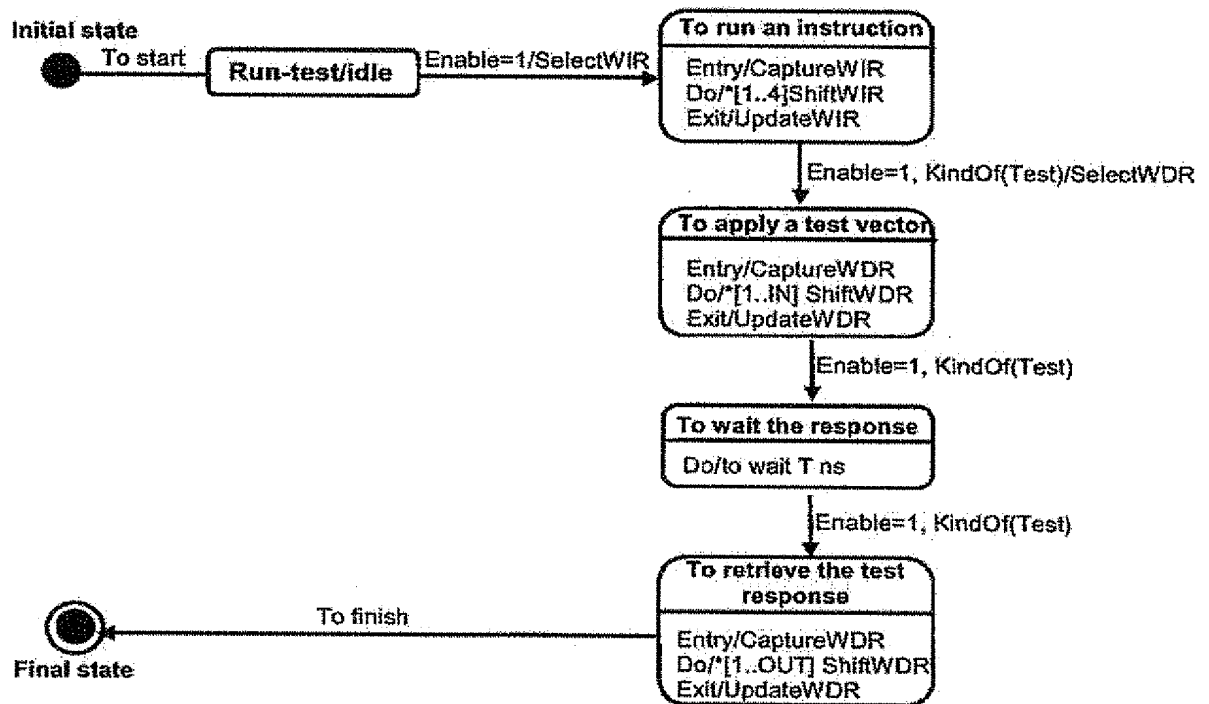 Initial state
To start
Run-test/idle
Enable=1/SelectWIR
To run an instruction
Entry/CaptureWIR
Do/*[1..4]ShiftWIR
Exit/UpdateWIR
Enable=1, KindOf(Test)/SelectWDR
To apply a test vector
Entry/CaptureWDR
Do/*[1..IN] ShiftWDR
Exit/UpdateWDR
Enable=1, KindOf(Test)
To wait the response
Do/to wait T ns
Enable=1, KindOf(Test)
To retrieve the test
response
Entry/CaptureWDR
Do/*[1..OUT] ShiftWDR
Exit/UpdateWDR
To finish
Final state